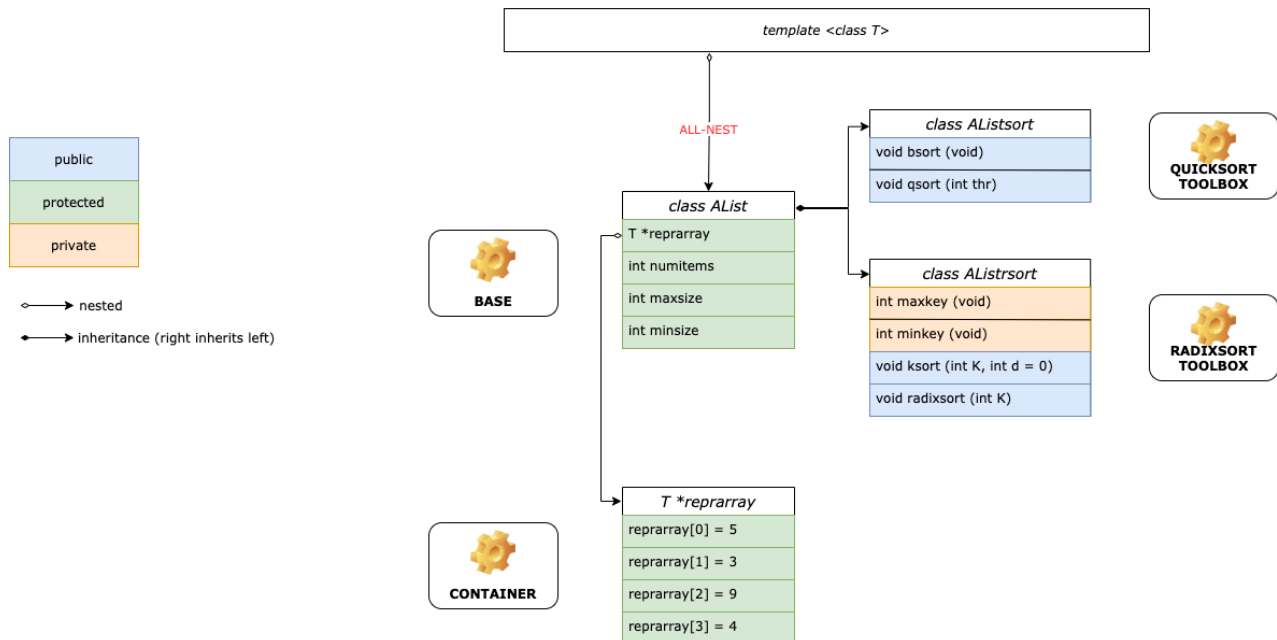 template <class T>
ALL-NEST
public
protected
private
nested
inheritance (right inherits left)
BASE
class AList
T *reprarray
int numitems
int maxsize
int minsize
class AListsort
void bsort (void)
void qsort (int thr)
QUICKSORT
TOOLBOX
class AListrsort
int maxkey (void)
int minkey (void)
void ksort (int K, int d = 0)
void radixsort (int K)
RADIXSORT
TOOLBOX
CONTAINER
T *reprarray
reprarray[0] = 5
reprarray[1] = 3
reprarray[2] = 9
reprarray[3] = 4